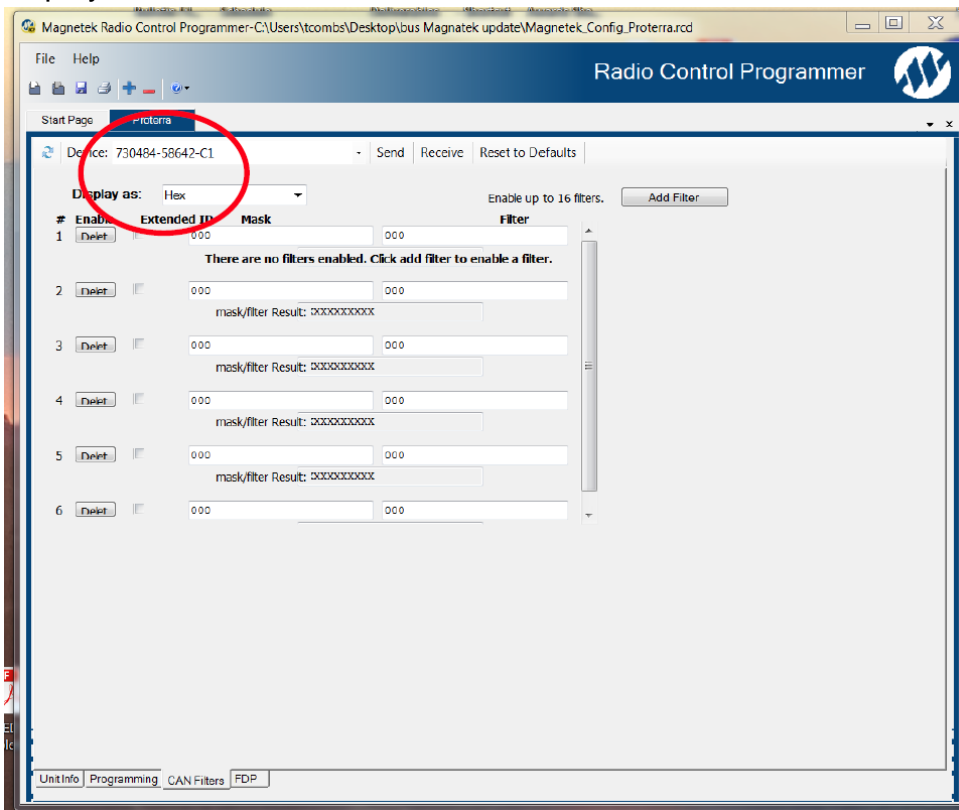 Magnetek Radio Control Programmer-C:\Users\tcombs\Desktop\bus Magnatek update\Magnetek_Config_Proterra.rcd
File Help
Radio Control Programmer
Start Page Proterra
Device: 730484-58642-C1 Send Receive Reset to Defaults
Display as: Hex Enable up to 16 filters. Add Filter
# Enabl Extended ID Mask Filter
1 Delet 000 000
There are no filters enabled. Click add filter to enable a filter.
2 Delet 000 000
mask/filter Result: XXXXXXXXX
3 Delet 000 000
mask/filter Result: XXXXXXXXX
4 Delet 000 000
mask/filter Result: XXXXXXXXX
5 Delet 000 000
mask/filter Result: XXXXXXXXX
6 Delet 000 000
Unit Info Programming CAN Filters FDP